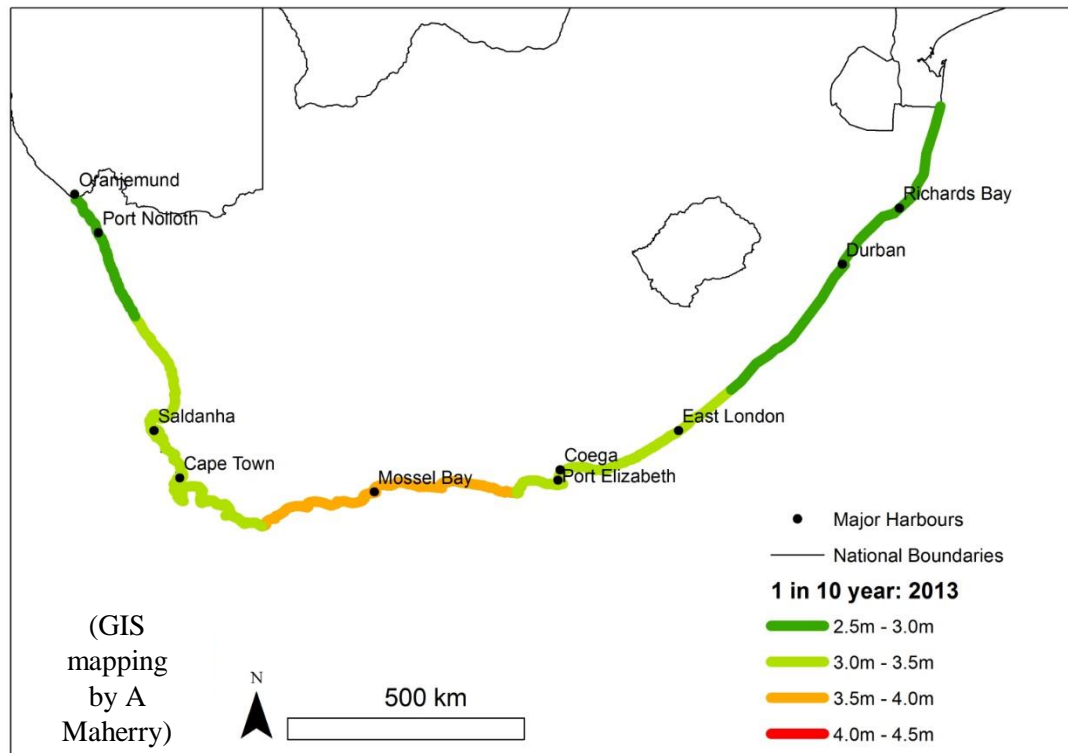 Oranjemund
Port Nolloth
Richards Bay
Durban
Saldanha
East London
Cape Town
Coega
Mossel Bay
Port Elizabeth
Major Harbours
National Boundaries
1 in 10 year: 2013
2.5m - 3.0m
3.0m - 3.5m
3.5m - 4.0m
4.0m - 4.5m
(GIS
mapping
by A
Maherry)
N
500 km